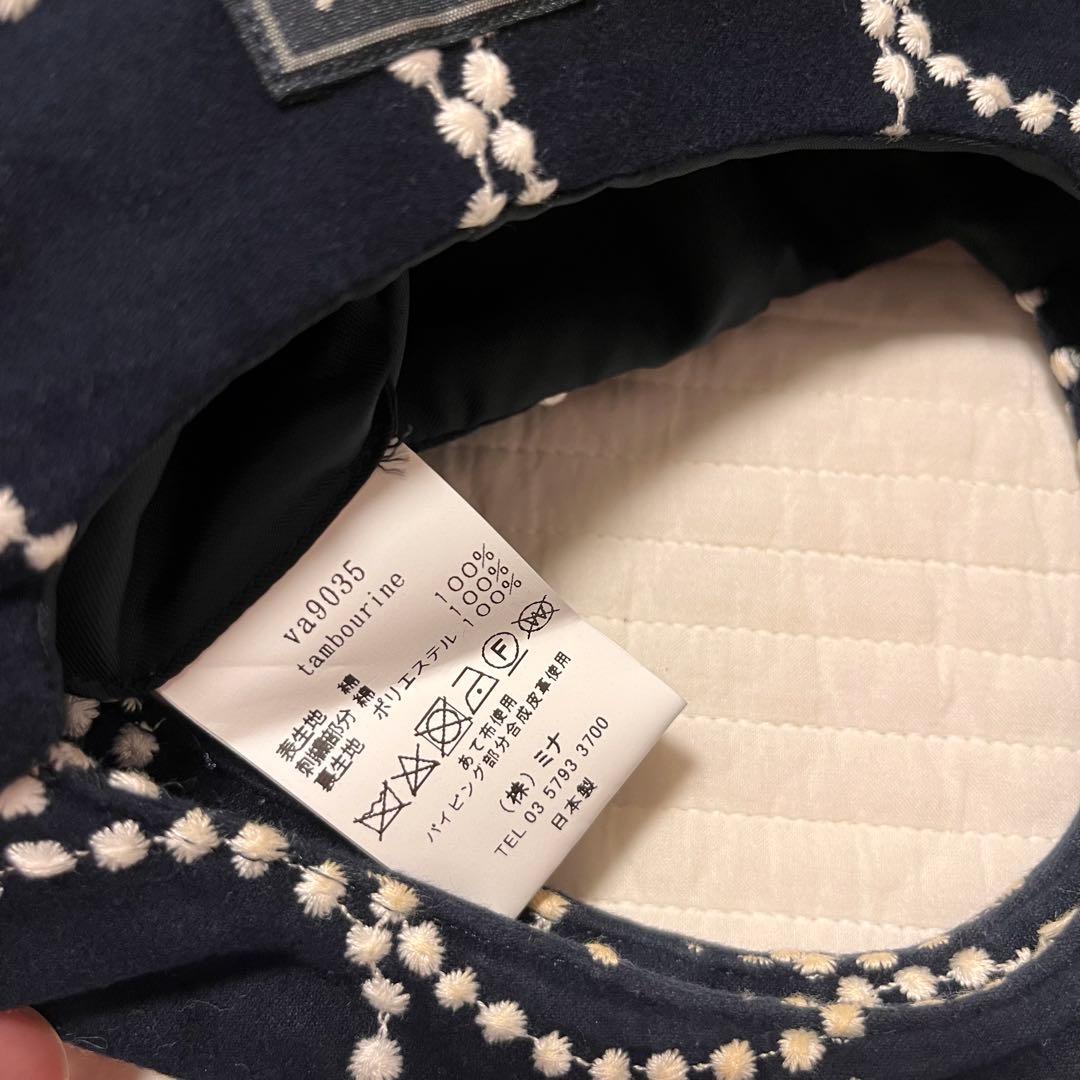 va9035
tambourine
表生地 綿 100%
刺繍部分 綿 100%
裏生地 ポリエステル 100%
F
あて布使用
パイピング部分合成皮革使用
(株) ミナ
TEL 03 5793 3700
日本製